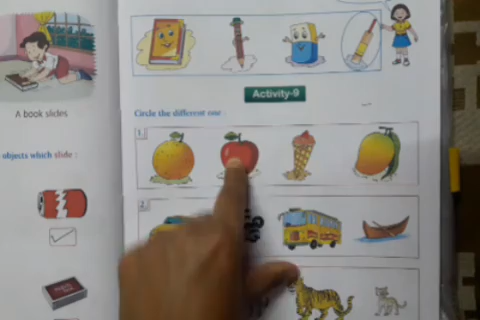 A book slides
objects which slide :
Activity-9
Circle the different one :
1.
2.